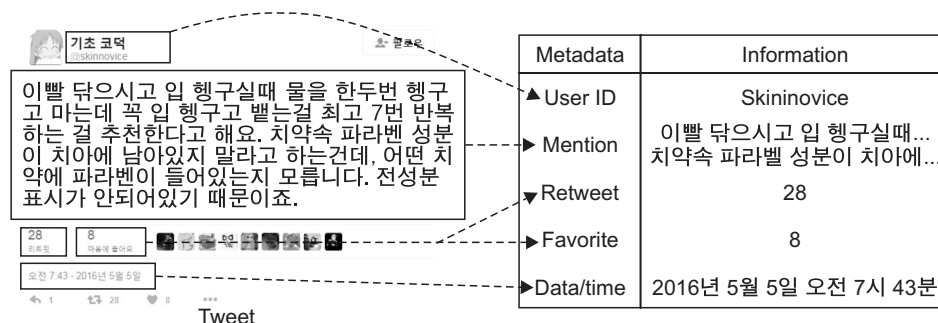 기초 코덕
@skinnovice
팔로우
이빨 닦으시고 입 헹구실때 물을 한두번 헹구
고 마는데 꼭 입 헹구고 뱉는걸 최고 7번 반복
하는 걸 추천한다고 해요. 치약속 파라벤 성분
이 치아에 남아있지 말라고 하는건데, 어떤 치
약에 파라벤이 들어있는지 모릅니다. 전성분
표시가 안되어있기 때문이죠.
28
리트윗
8
마음에 들어요
오전 7:43 - 2016년 5월 5일
1 28 8
Tweet
Metadata Information
User ID Skininovice
Mention 이빨 닦으시고 입 헹구실때...
치약속 파라벨 성분이 치아에...
Retweet 28
Favorite 8
Data/time 2016년 5월 5일 오전 7시 43분